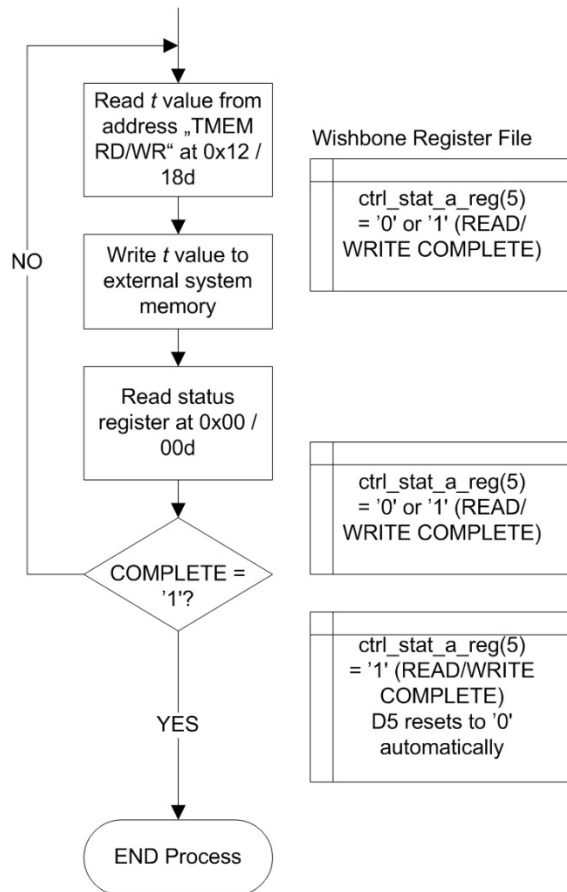 Read t value from
address „TMEM
RD/WR“ at 0x12 /
18d
Wishbone Register File
ctrl_stat_a_reg(5)
= '0' or '1' (READ/
WRITE COMPLETE)
NO
Write t value to
external system
memory
Read status
register at 0x00 /
00d
ctrl_stat_a_reg(5)
= '0' or '1' (READ/
WRITE COMPLETE)
COMPLETE =
'1'?
ctrl_stat_a_reg(5)
= '1' (READ/WRITE
COMPLETE)
D5 resets to '0'
automatically
YES
END Process